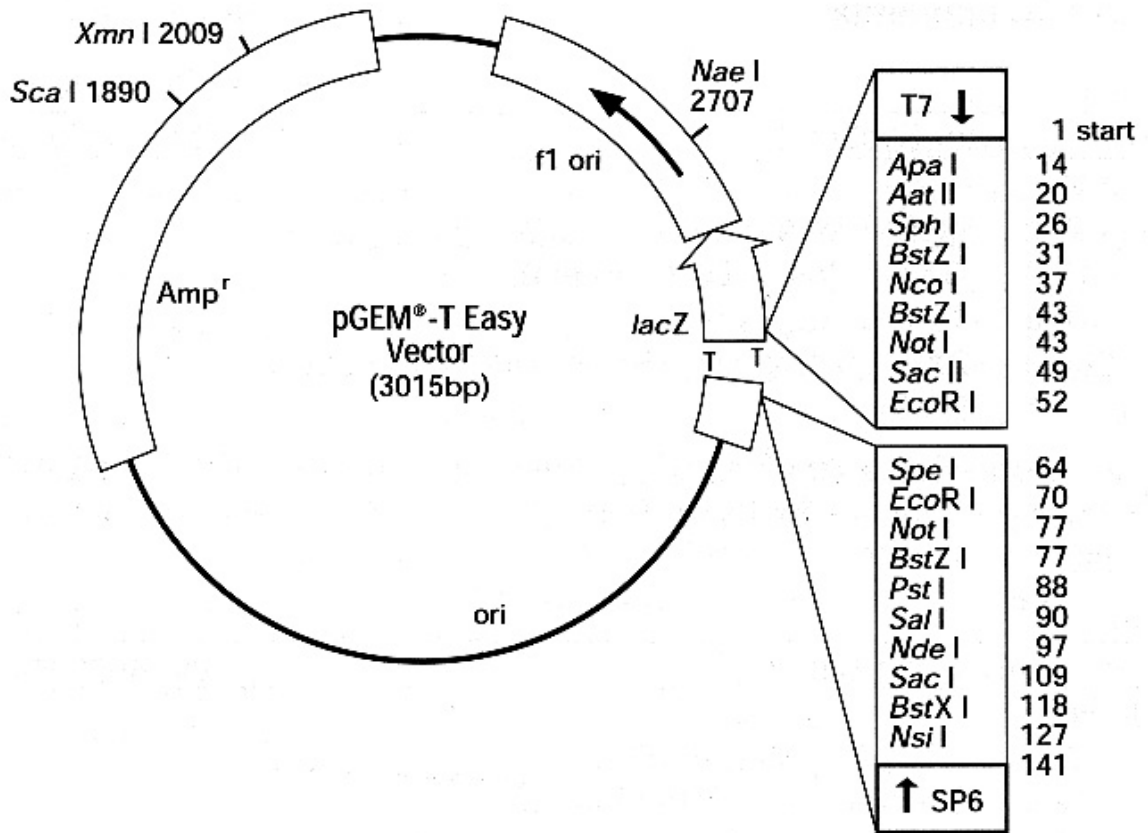 Xmn I 2009
Sca I 1890
Nae I
2707
f1 ori
Ampr
pGEM®-T Easy
Vector
(3015bp)
lacZ
T T
ori
T7 ↓
1 start
Apa I 14
Aat II 20
Sph I 26
BstZ I 31
Nco I 37
BstZ I 43
Not I 43
Sac II 49
EcoR I 52
Spe I 64
EcoR I 70
Not I 77
BstZ I 77
Pst I 88
Sal I 90
Nde I 97
Sac I 109
BstX I 118
Nsi I 127
141
↑ SP6